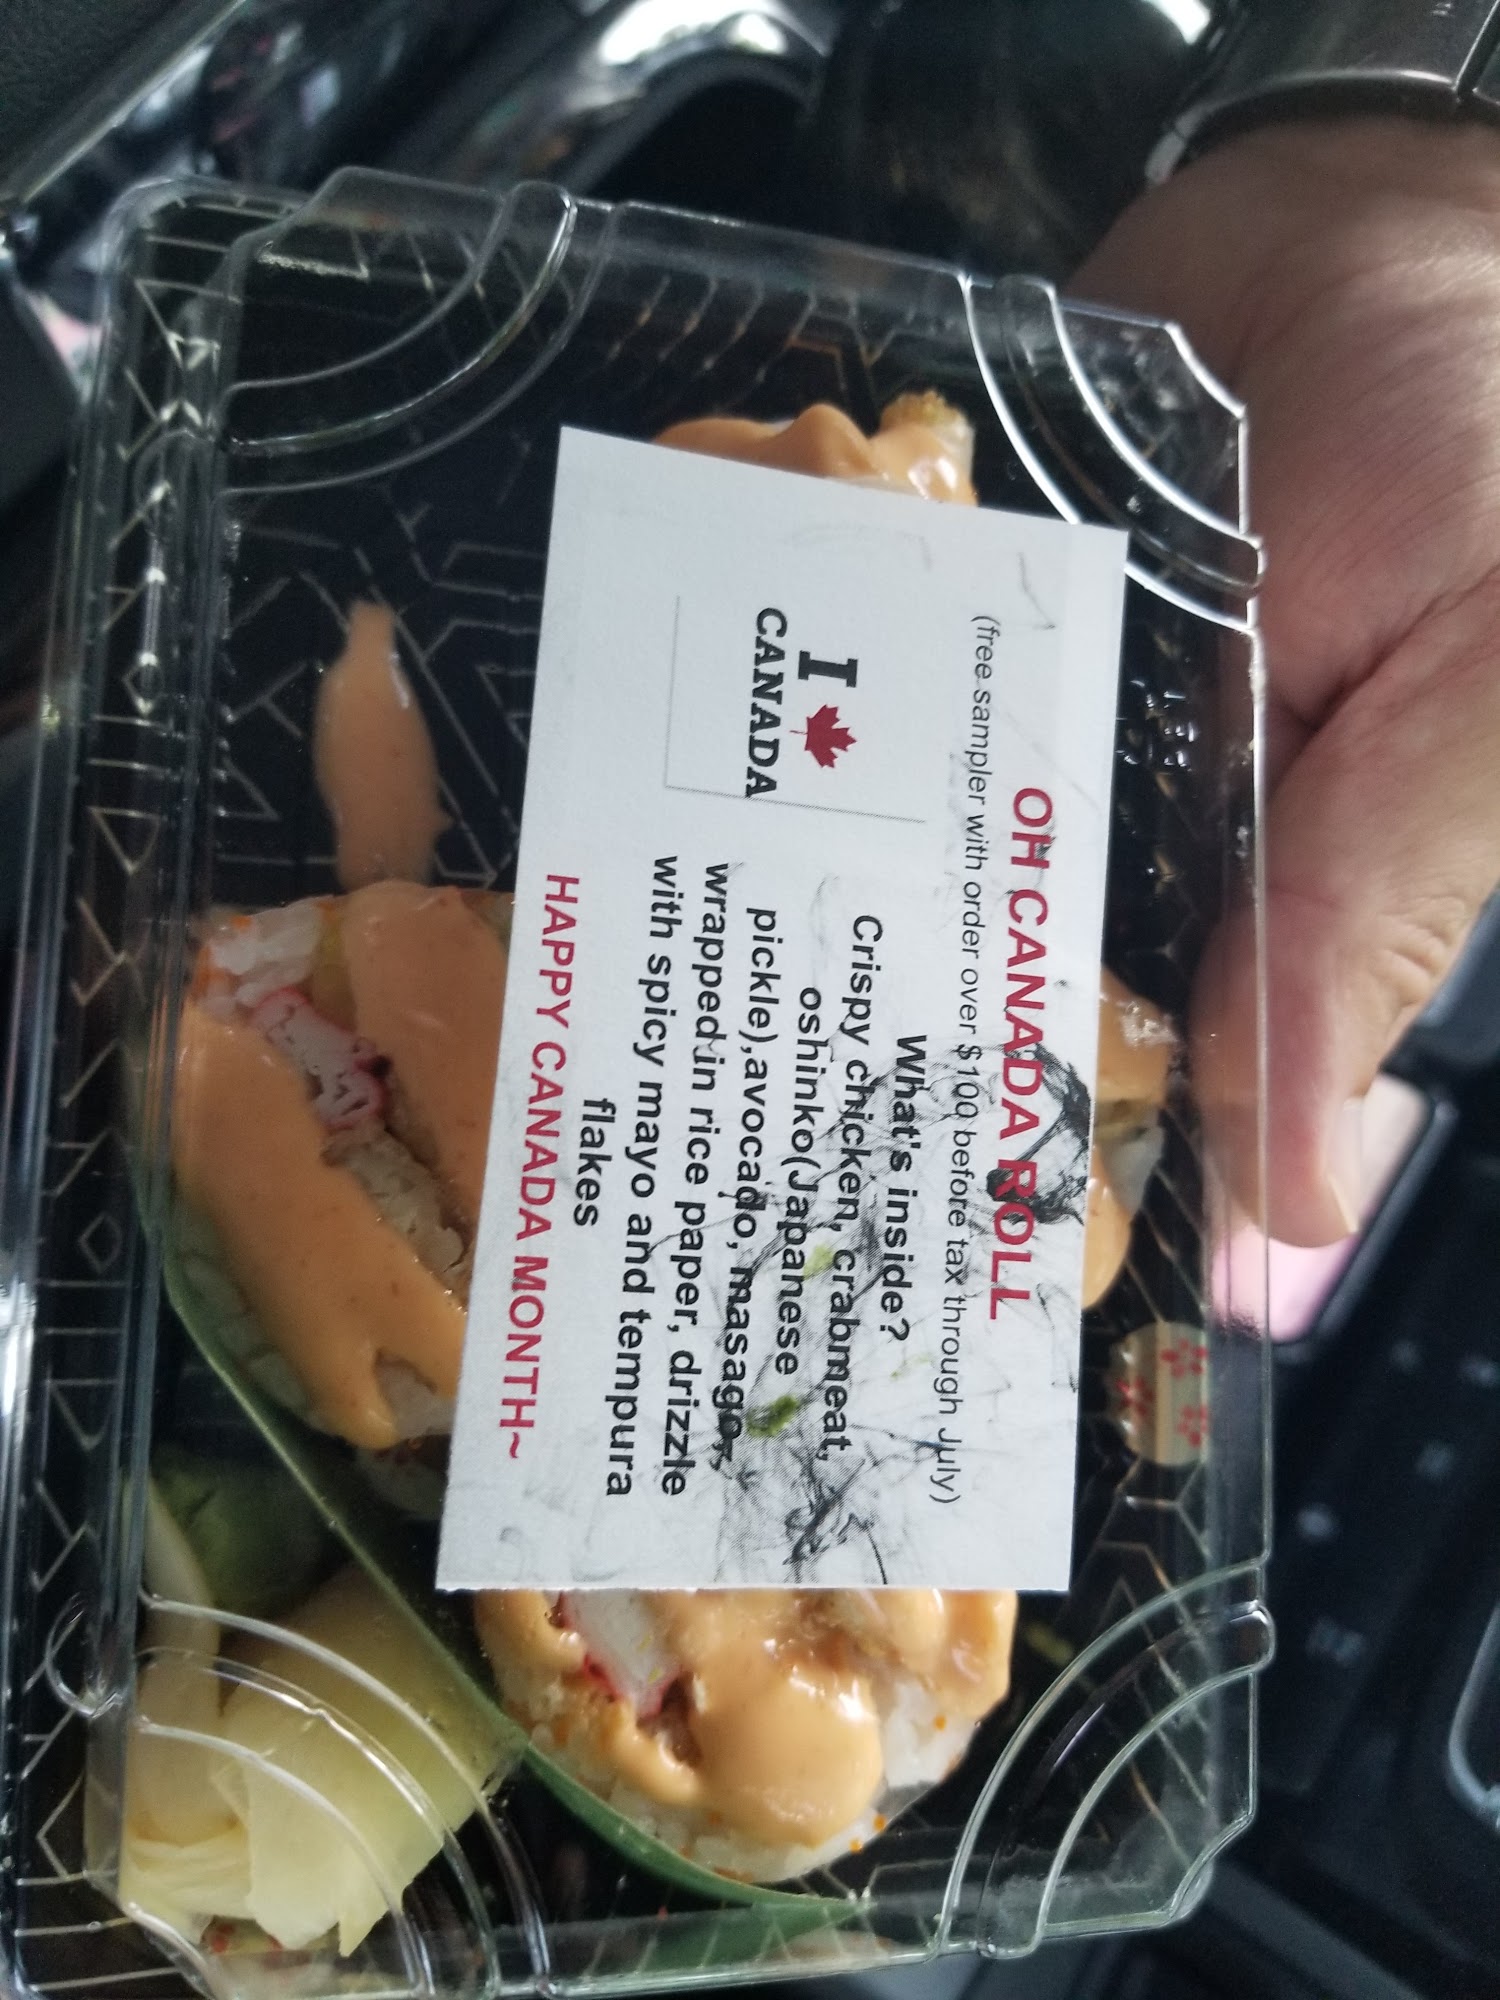 OH CANADA ROLL
(free sampler with order over $100 before tax through July)
I
CANADA
What's inside?
Crispy chicken, crabmeat,
oshinko(Japanese
pickle),avocado, masago,
wrapped in rice paper, drizzle
with spicy mayo and tempura
flakes
HAPPY CANADA MONTH~